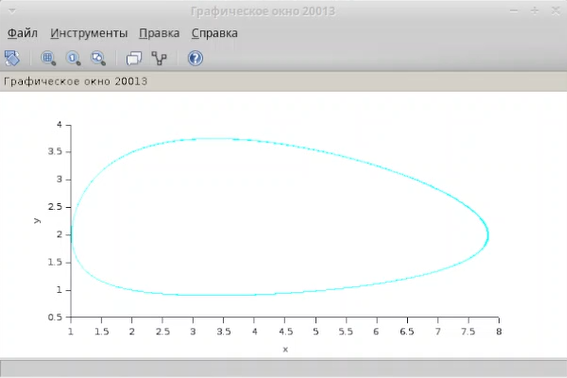 Графическое окно 20013
Файл Инструменты Правка Справка
Графическое окно 20013
4
3.5
3
2.5
y
2
1.5
1
0.5
1 1.5 2 2.5 3 3.5 4 4.5 5 5.5 6 6.5 7 7.5 8
x